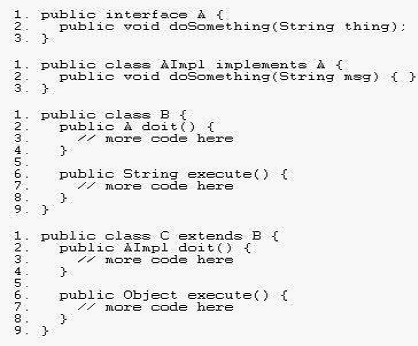 1. public interface A {
2.   public void doSomething(String thing);
3. }
1. public class AImpl implements A {
2.   public void doSomething(String msg) { }
3. }
1. public class B {
2.   public A doit() {
3.     // more code here
4.   }
5.
6.   public String execute() {
7.     // more code here
8.   }
9. }
1. public class C extends B {
2.   public AImpl doit() {
3.     // more code here
4.   }
5.
6.   public Object execute() {
7.     // more code here
8.   }
9. }